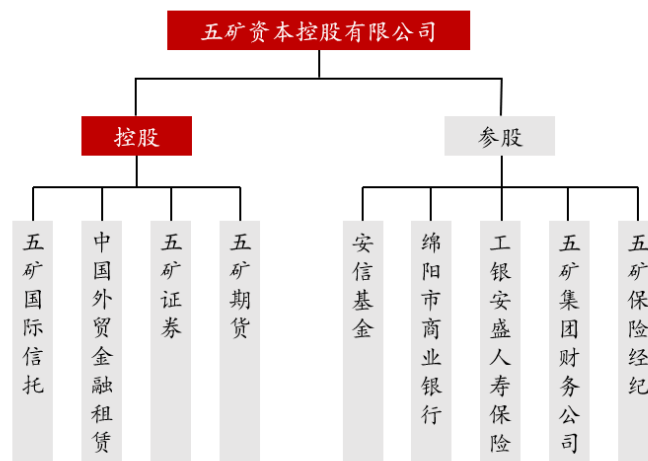 五矿资本控股有限公司
控股
参股
五矿国际信托
中国外贸金融租赁
五矿证券
五矿期货
安信基金
绵阳市商业银行
工银安盛人寿保险
五矿集团财务公司
五矿保险经纪